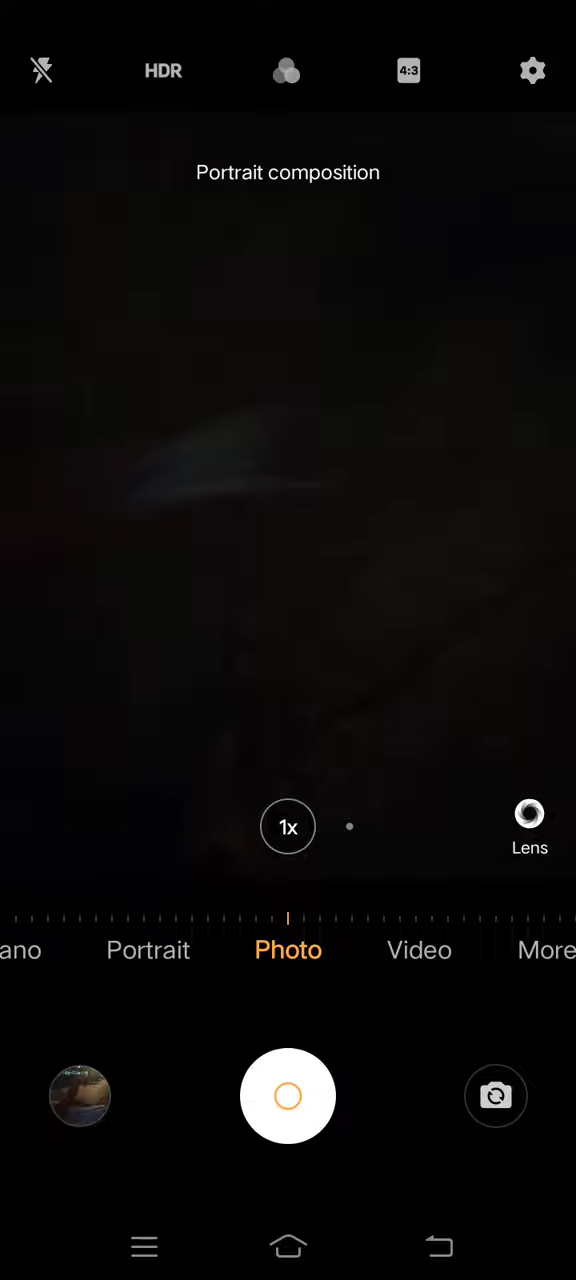 HDR
4:3
Portrait composition
1x
Lens
ano Portrait Photo Video More